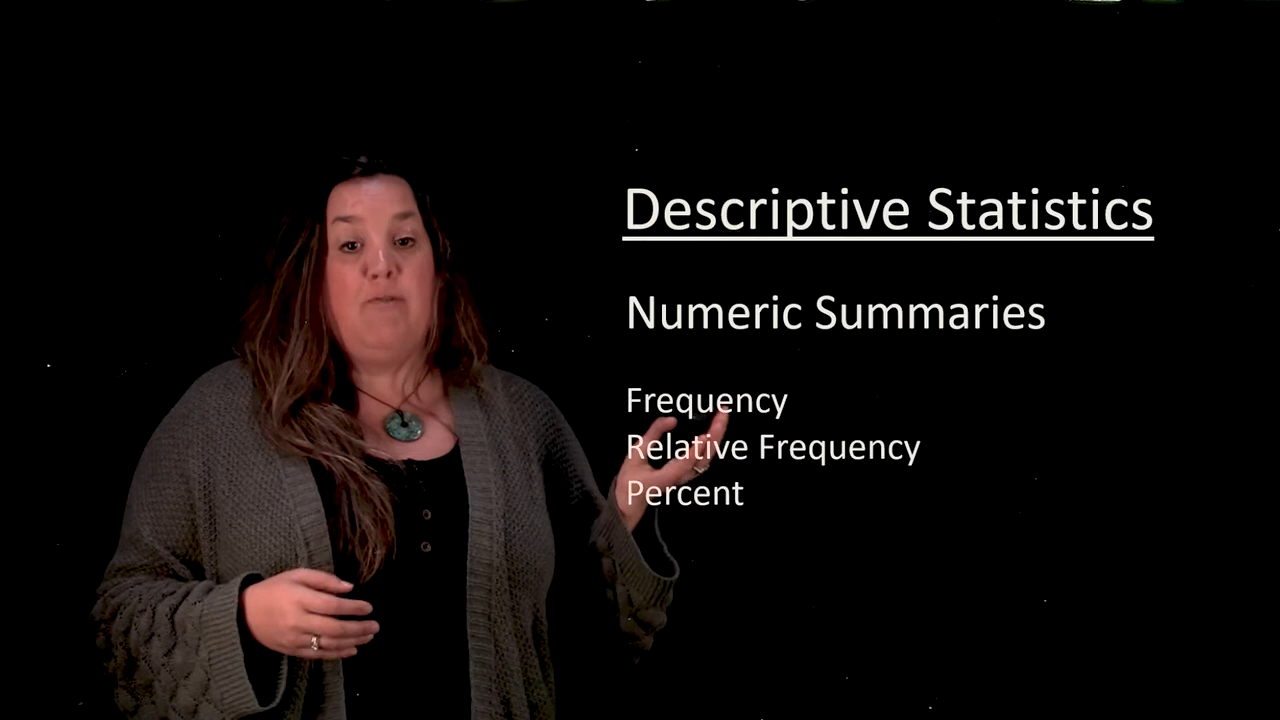 Descriptive Statistics
Numeric Summaries
Frequency
Relative Frequency
Percent